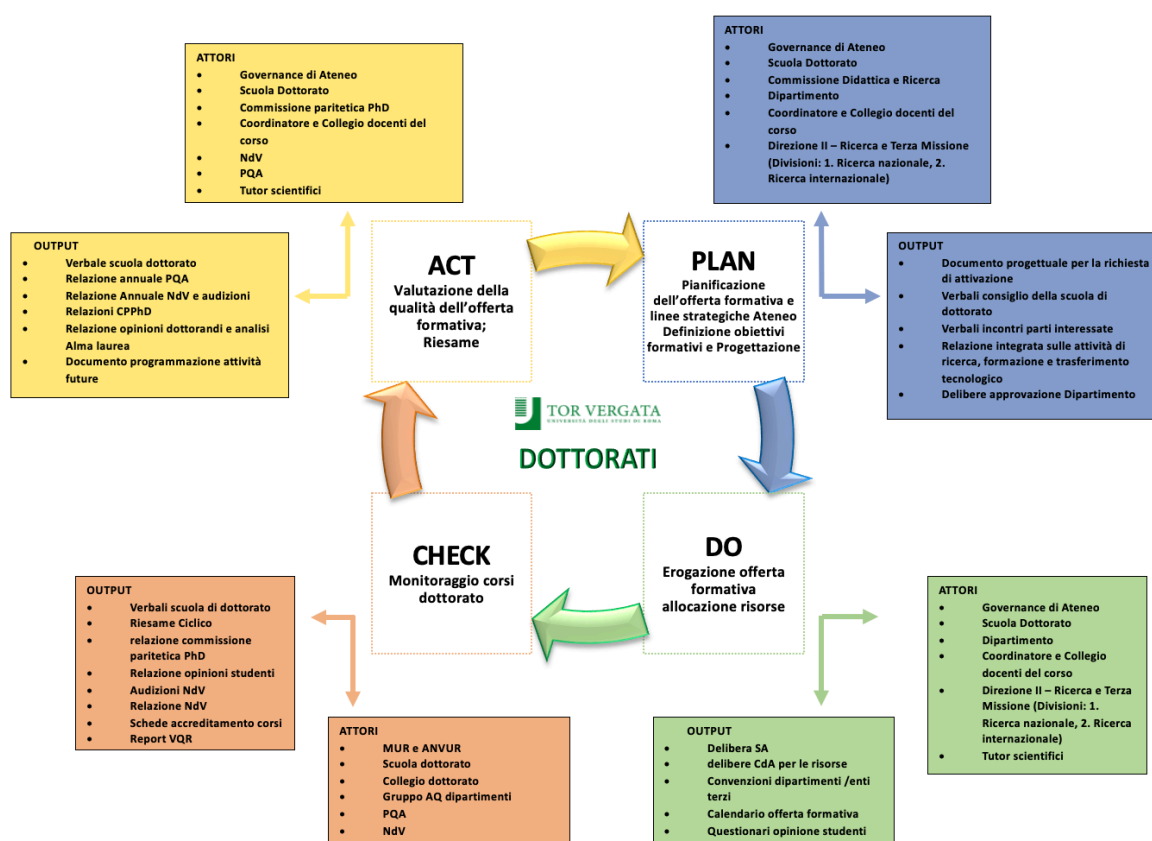 ATTORI
• Governance di Ateneo
• Scuola Dottorato
• Commissione paritetica PhD
• Coordinatore e Collegio docenti del
corso
• NdV
• PQA
• Tutor scientifici
ATTORI
• Governance di Ateneo
• Scuola Dottorato
• Commissione Didattica e Ricerca
• Dipartimento
• Coordinatore e Collegio docenti del
corso
• Direzione II – Ricerca e Terza Missione
(Divisioni: 1. Ricerca nazionale, 2.
Ricerca internazionale)
OUTPUT
• Verbale scuola dottorato
• Relazione annuale PQA
• Relazione Annuale NdV e audizioni
• Relazioni CPPhD
• Relazione opinioni dottorandi e analisi
Alma laurea
• Documento programmazione attività
future
ACT
Valutazione della
qualità dell’offerta
formativa;
Riesame
PLAN
Pianificazione
dell’offerta formativa e
linee strategiche Ateneo
Definizione obiettivi
formativi e Progettazione
OUTPUT
• Documento progettuale per la richiesta
di attivazione
• Verbali consiglio della scuola di
dottorato
• Verbali incontri parti interessate
• Relazione integrata sulle attività di
ricerca, formazione e trasferimento
tecnologico
• Delibere approvazione Dipartimento
TOR VERGATA
UNIVERSITÀ DEGLI STUDI DI ROMA
DOTTORATI
CHECK
Monitoraggio corsi
dottorato
DO
Erogazione offerta
formativa
allocazione risorse
OUTPUT
• Verbali scuola di dottorato
• Riesame Ciclico
• relazione commissione
paritetica PhD
• Relazione opinioni studenti
• Audizioni NdV
• Relazione NdV
• Schede accreditamento corsi
• Report VQR
ATTORI
• Governance di Ateneo
• Scuola Dottorato
• Dipartimento
• Coordinatore e Collegio
docenti del corso
• Direzione II – Ricerca e Terza
Missione (Divisioni: 1.
Ricerca nazionale, 2. Ricerca
internazionale)
• Tutor scientifici
ATTORI
• MUR e ANVUR
• Scuola dottorato
• Collegio dottorato
• Gruppo AQ dipartimenti
• PQA
• NdV
OUTPUT
• Delibera SA
• delibere CdA per le risorse
• Convenzioni dipartimenti /enti
terzi
• Calendario offerta formativa
• Questionari opinione studenti